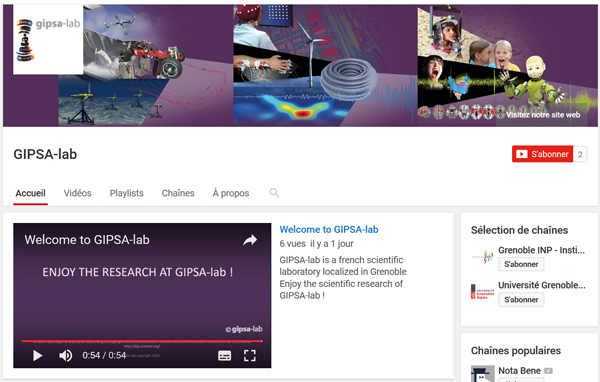 gipsa-lab
Visitez notre site web
GIPSA-lab
S'abonner 2
Accueil Vidéos Playlists Chaînes À propos
Welcome to GIPSA-lab
ENJOY THE RESEARCH AT GIPSA-lab !
© gipsa-lab
0:54 / 0:54
Welcome to GIPSA-lab
6 vues il y a 1 jour
GIPSA-lab is a french scientific
laboratory localized in Grenoble
Enjoy the scientific research of
GIPSA-lab !
Sélection de chaînes
Grenoble INP - Insti...
S'abonner
Université Grenoble...
S'abonner
Chaînes populaires
Nota Bene